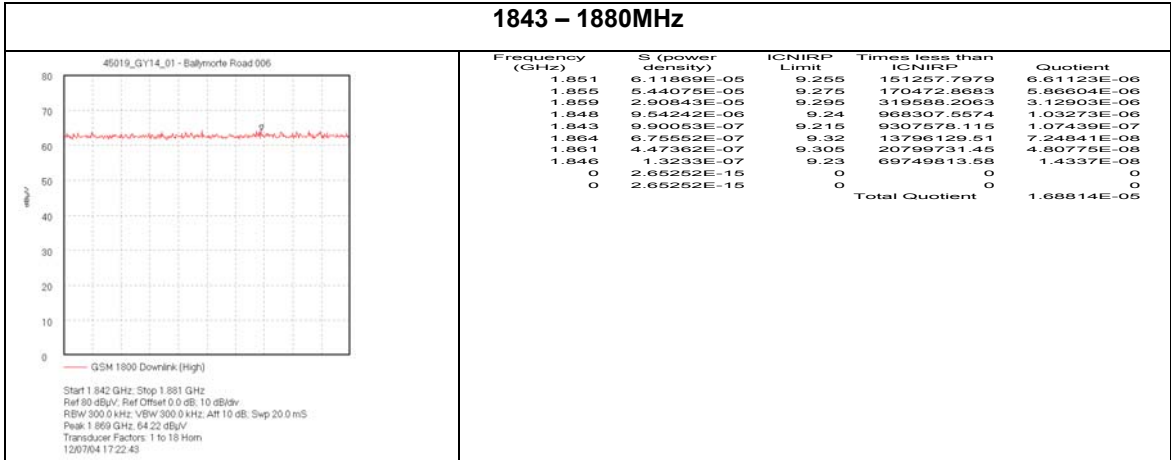 1843 – 1880MHz
45019_GY14_01 - Ballymorte Road 006
80
70
60
50
40
30
20
10
0
dBµV
GSM 1800 Downlink (High)
Start 1.842 GHz; Stop 1.881 GHz
Ref 80 dBµV; Ref Offset 0.0 dB; 10 dB/div
RBW 300.0 kHz; VBW 300.0 kHz; Att 10 dB; Swp 20.0 mS
Peak 1.869 GHz, 64.22 dBµV
Transducer Factors: 1 to 18 Horn
12/07/04 17:22:43
Frequency (GHz) S (power density) ICNIRP Limit Times less than ICNIRP Quotient
1.851 6.11869E-05 9.255 151257.7979 6.61123E-06
1.855 5.44075E-05 9.275 170472.8683 5.86604E-06
1.859 2.90843E-05 9.295 319588.2063 3.12903E-06
1.848 9.54242E-06 9.24 968307.5574 1.03273E-06
1.843 9.90053E-07 9.215 9307578.115 1.07439E-07
1.864 6.75552E-07 9.32 13796129.51 7.24841E-08
1.861 4.47362E-07 9.305 20799731.45 4.80775E-08
1.846 1.3233E-07 9.23 69749813.58 1.4337E-08
0 2.65252E-15 0 0 0
0 2.65252E-15 0 0 0
Total Quotient 1.68814E-05